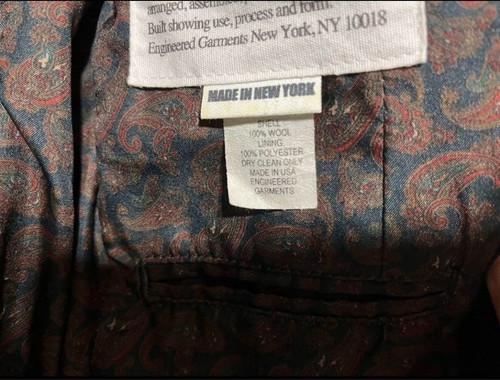 arranged, assembled
Built showing use, process and form.
Engineered Garments New York, NY 10018
MADE IN NEW YORK
SHELL
100% WOOL
LINING
100% POLYESTER
DRY CLEAN ONLY
MADE IN USA
ENGINEERED
GARMENTS